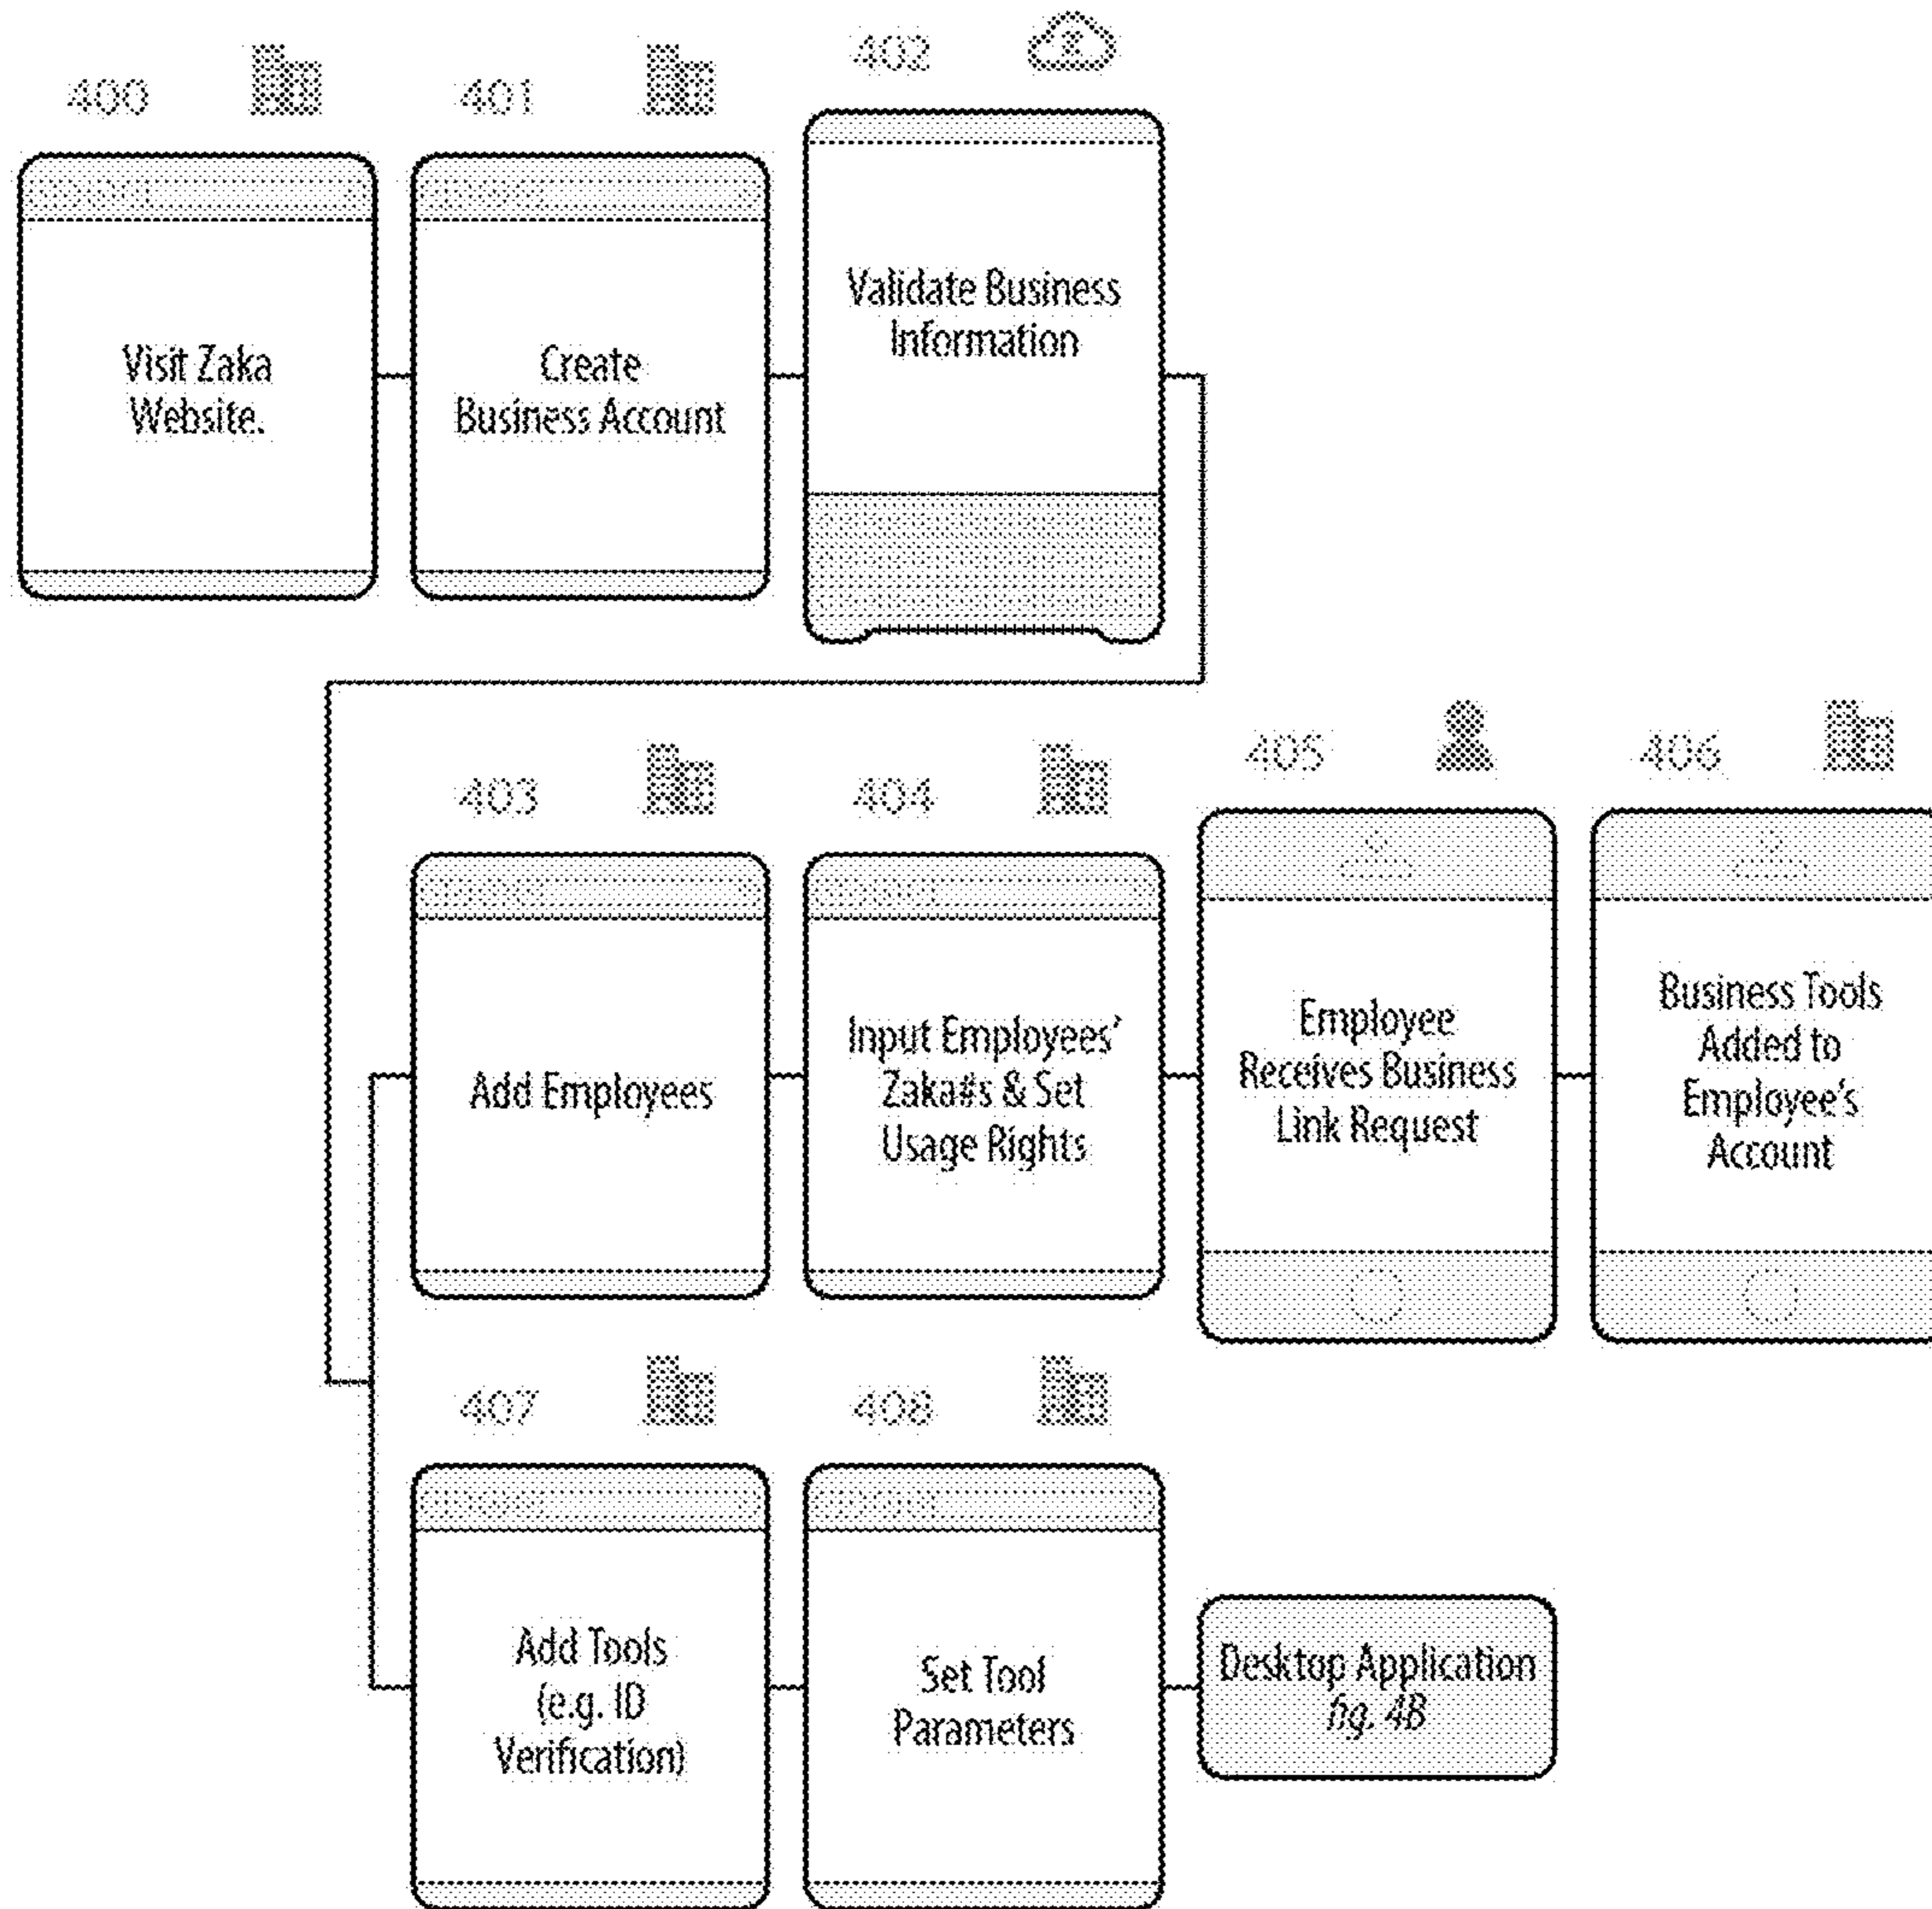 400
401
402
Visit Zaka
Website.
Create
Business Account
Validate Business
Information
403
404
405
406
Add Employees
Input Employees'
Zaka#s & Set
Usage Rights
Employee
Receives Business
Link Request
Business Tools
Added to
Employee's
Account
407
408
Add Tools
(e.g. ID
Verification)
Set Tool
Parameters
Desktop Application
fig. 4B